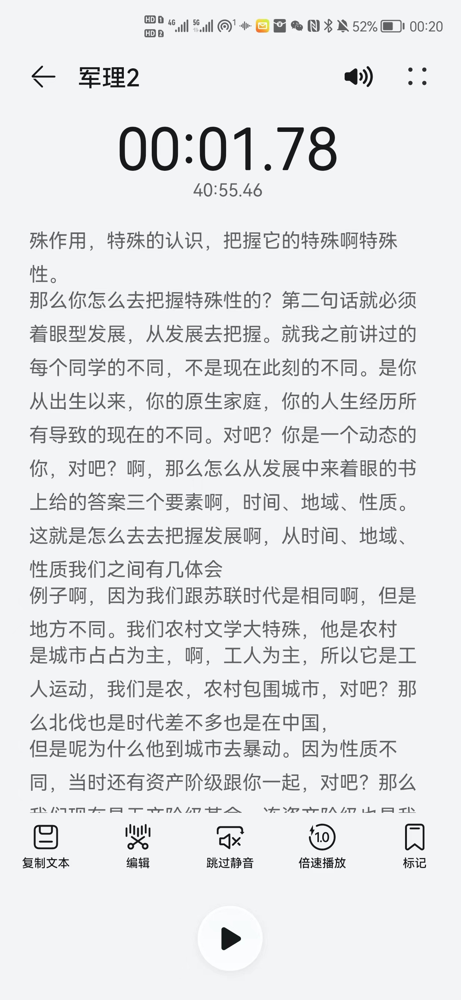 HD 1 4G 5G 1 52% 00:20
HD 2
军理2
00:01.78
40:55.46
殊作用，特殊的认识，把握它的特殊啊特殊
性。
那么你怎么去把握特殊性的？第二句话就必须
着眼型发展，从发展去把握。就我之前讲过的
每个同学的不同，不是现在此刻的不同。是你
从出生以来，你的原生家庭，你的人生经历所
有导致的现在的不同。对吧？你是一个动态的
你，对吧？啊，那么怎么从发展中来着眼的书
上给的答案三个要素啊，时间、地域、性质。
这就是怎么去去把握发展啊，从时间、地域、
性质我们之间有几体会
例子啊，因为我们跟苏联时代是相同啊，但是
地方不同。我们农村文学大特殊，他是农村
是城市占占为主，啊，工人为主，所以它是工
人运动，我们是农，农村包围城市，对吧？那
么北伐也是时代差不多也是在中国，
但是呢为什么他到城市去暴动。因为性质不
同，当时还有资产阶级跟你一起，对吧？那么
复制文本
编辑
跳过静音
1.0
倍速播放
标记